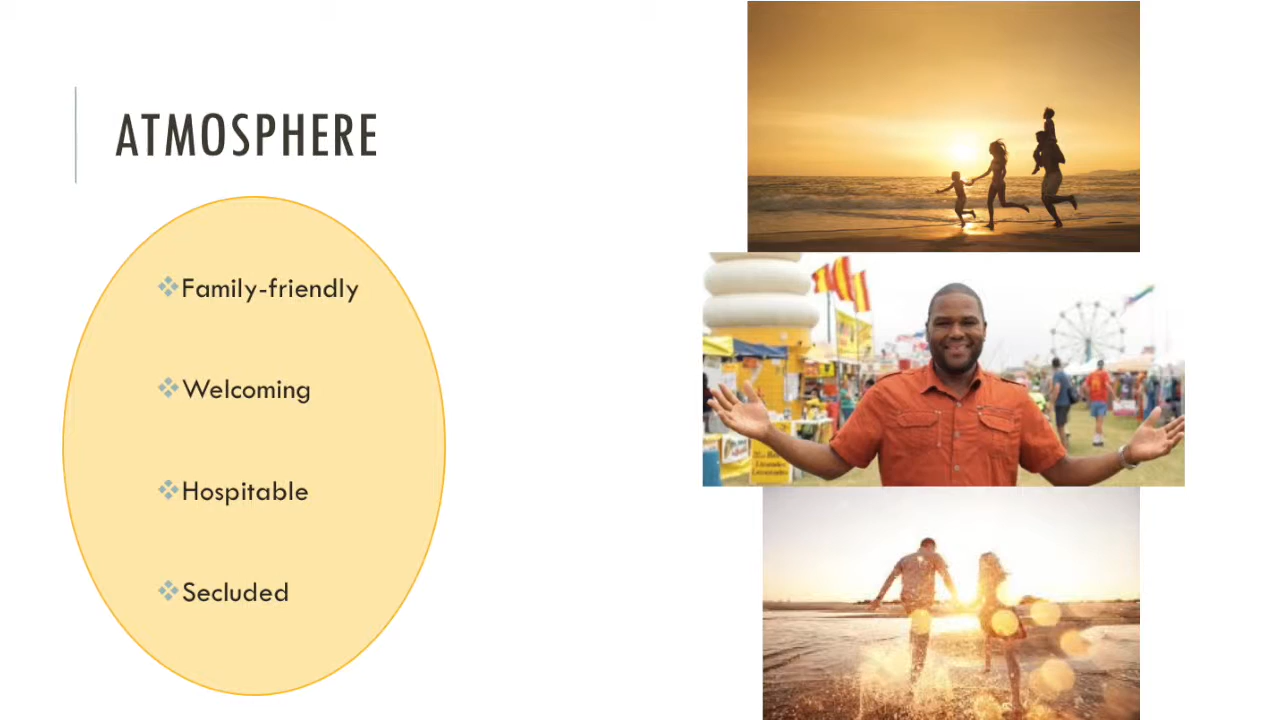 ATMOSPHERE
Family-friendly
Welcoming
Hospitable
Secluded